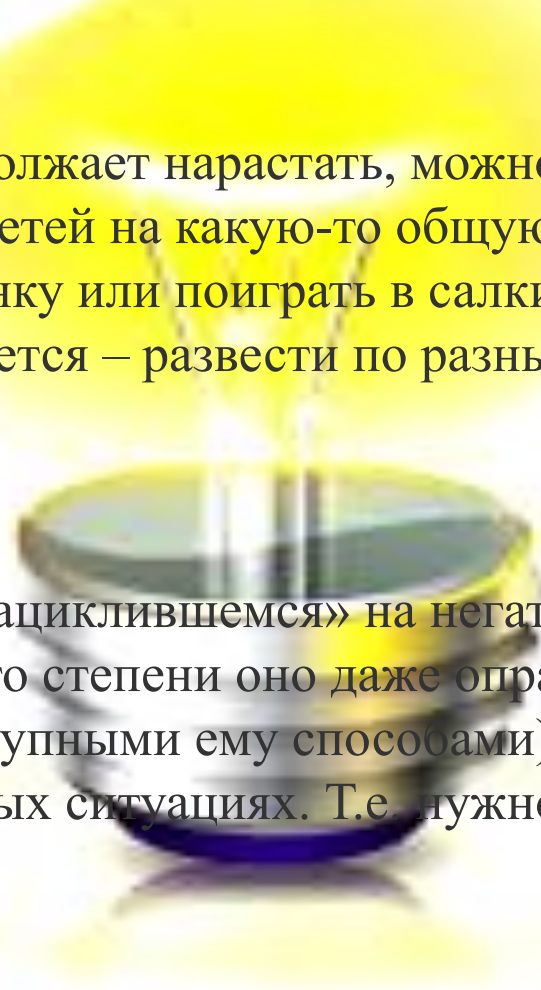 олжает нарастать, можно
етей на какую-то общую
нку или поиграть в салки
ется – развести по разны
ациклившемся» на негат
го степени оно даже опра
упными ему способами)
ых ситуациях. Т.е. нужно